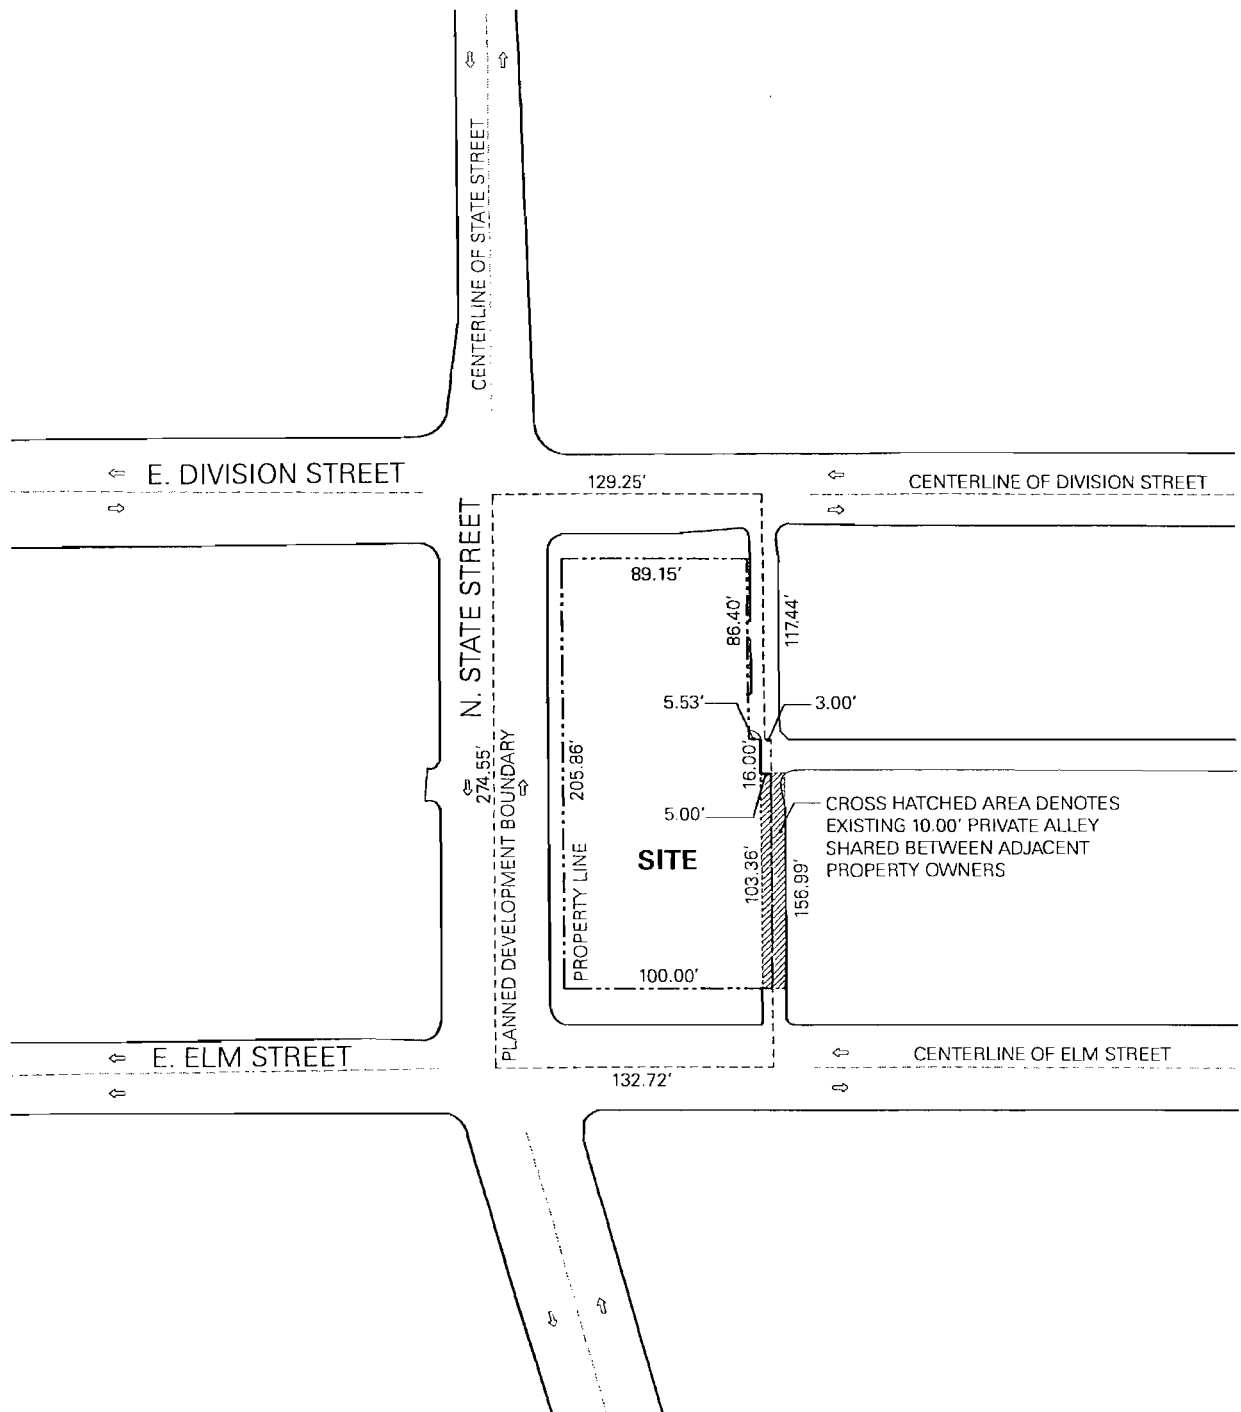 CENTERLINE OF STATE STREET
E. DIVISION STREET
129.25'
CENTERLINE OF DIVISION STREET
N. STATE STREET
89.15'
86.40'
117.44'
5.53'
3.00'
274.55'
PLANNED DEVELOPMENT BOUNDARY
205.86'
PROPERTY LINE
16.00'
5.00'
CROSS HATCHED AREA DENOTES
EXISTING 10.00' PRIVATE ALLEY
SHARED BETWEEN ADJACENT
PROPERTY OWNERS
SITE
103.36'
156.99'
100.00'
E. ELM STREET
CENTERLINE OF ELM STREET
132.72'